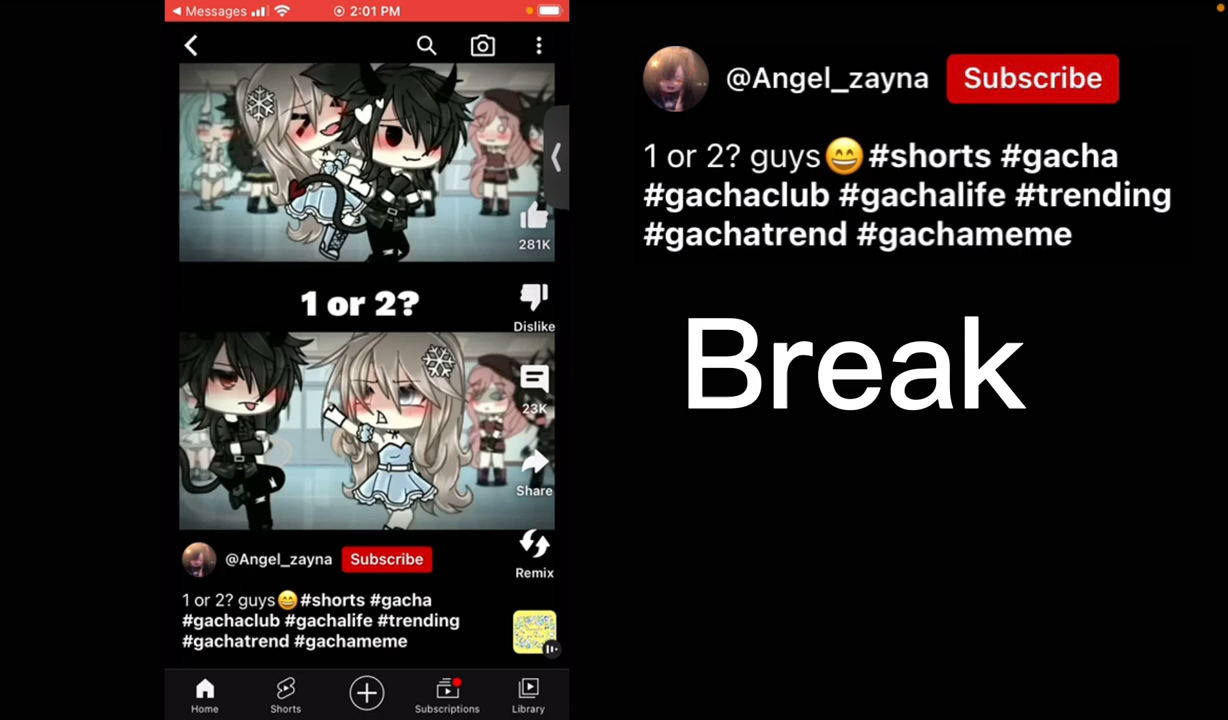 Messages
2:01 PM
281K
1 or 2?
Dislike
23K
Share
@Angel_zayna Subscribe
Remix
1 or 2? guys😄#shorts #gacha
#gachaclub #gachalife #trending
#gachatrend #gachameme
Home
Shorts
Subscriptions
Library
@Angel_zayna Subscribe
1 or 2? guys😄#shorts #gacha
#gachaclub #gachalife #trending
#gachatrend #gachameme
Break